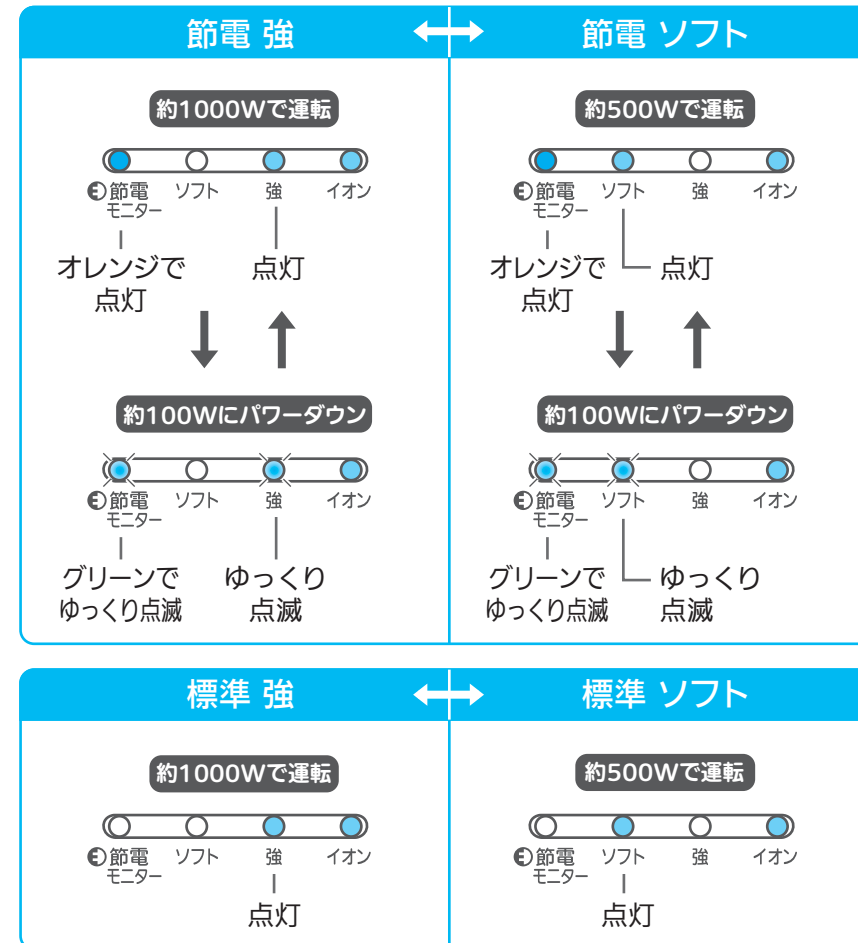 節電 強
節電 ソフト
約1000Wで運転
節電
モニター
ソフト
強
イオン
オレンジで
点灯
点灯
約100Wにパワーダウン
節電
モニター
ソフト
強
イオン
グリーンで
ゆっくり点滅
ゆっくり
点滅
約500Wで運転
節電
モニター
ソフト
強
イオン
オレンジで
点灯
点灯
約100Wにパワーダウン
節電
モニター
ソフト
強
イオン
グリーンで
ゆっくり点滅
ゆっくり
点滅
標準 強
標準 ソフト
約1000Wで運転
節電
モニター
ソフト
強
イオン
点灯
約500Wで運転
節電
モニター
ソフト
強
イオン
点灯